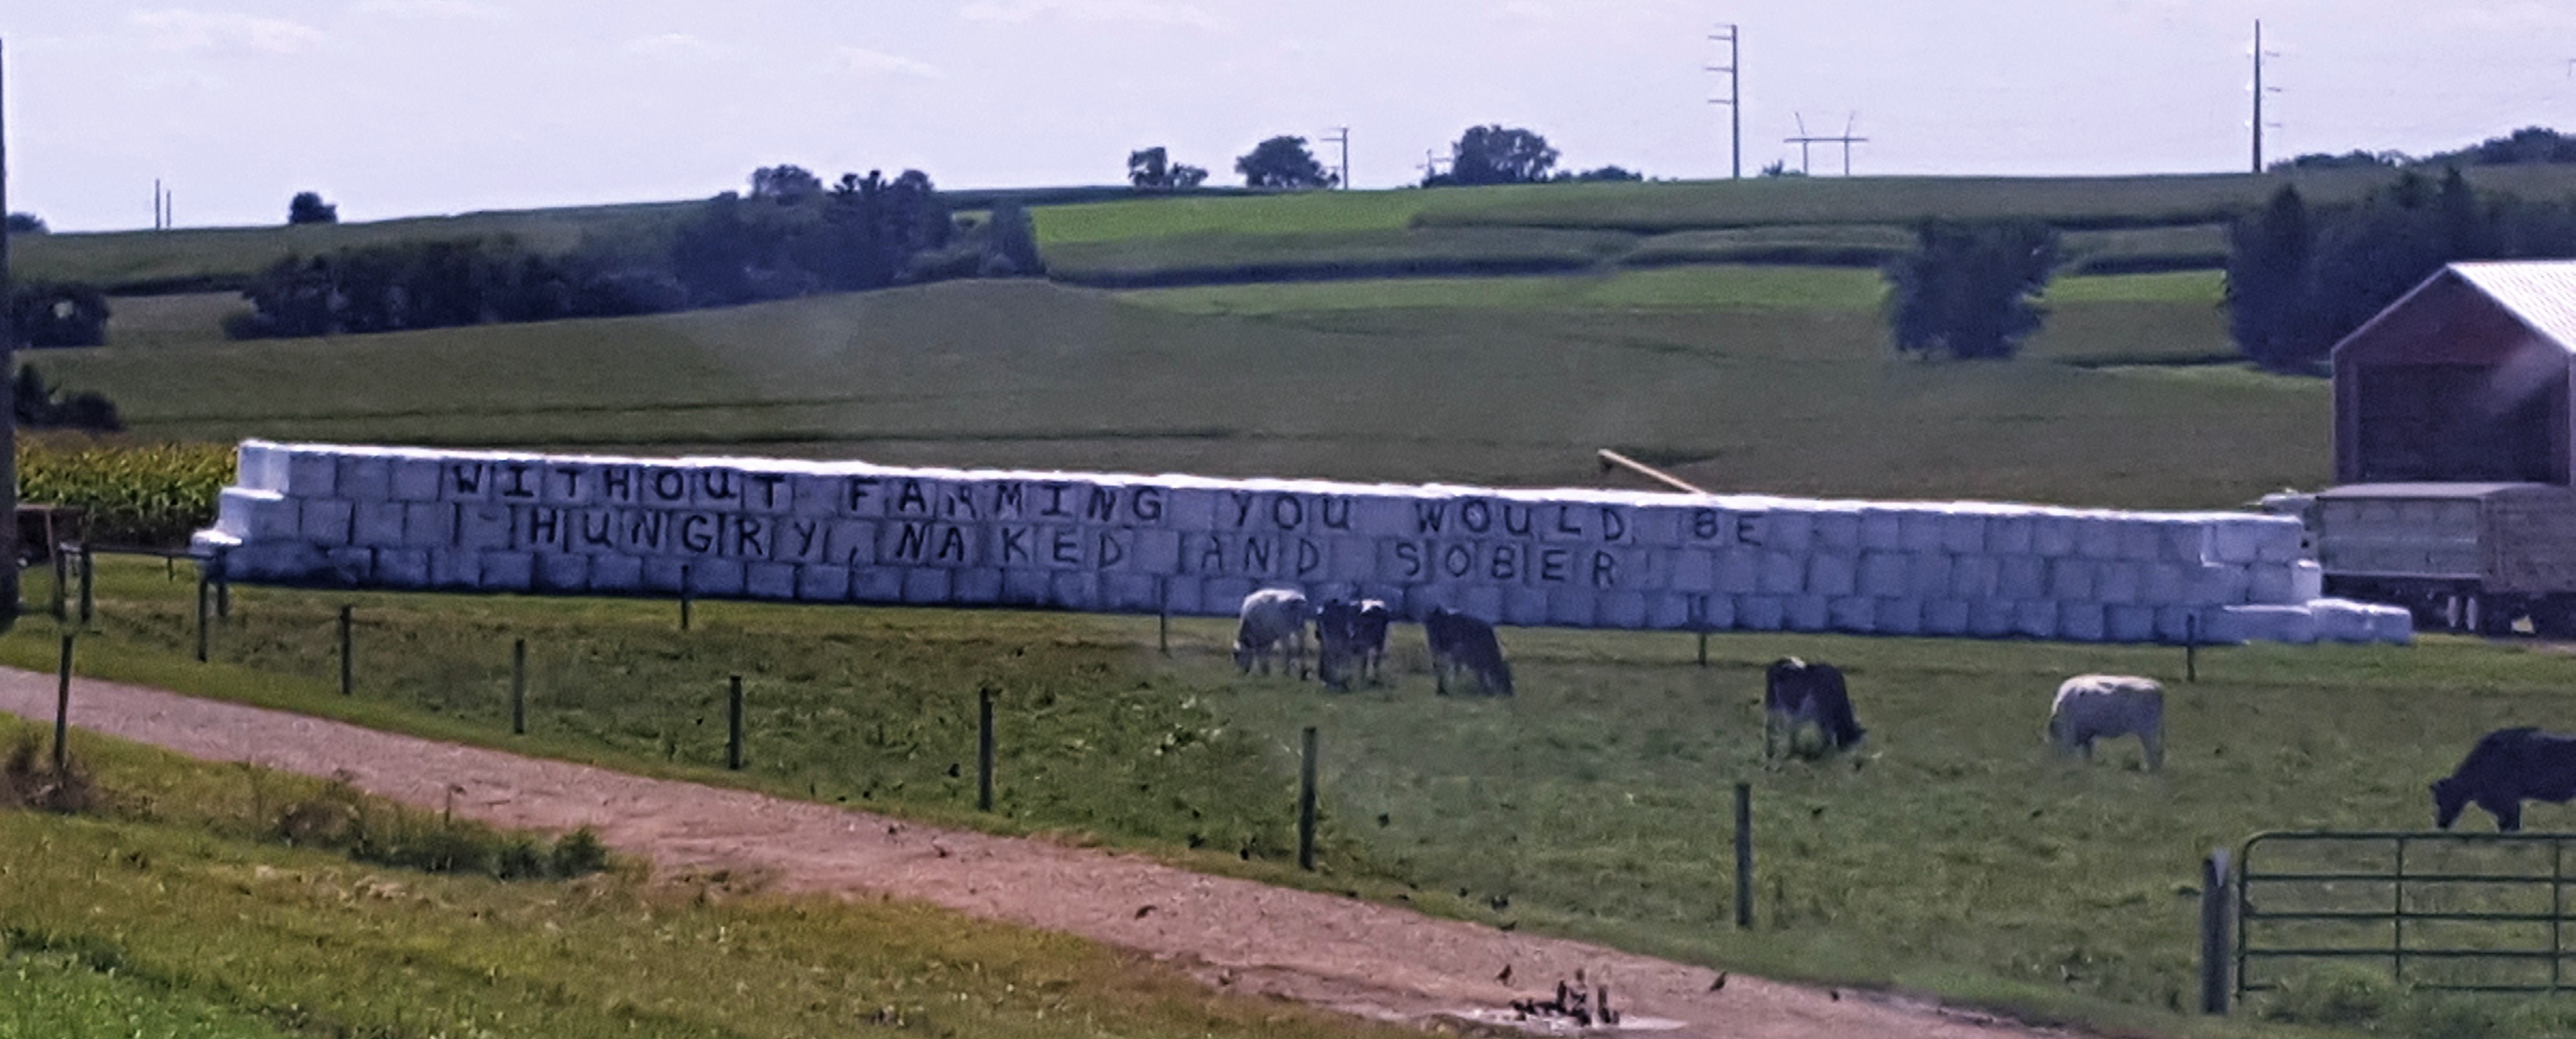 WITHOUT FARMING YOU WOULD BE
HUNGRY, NAKED AND SOBER